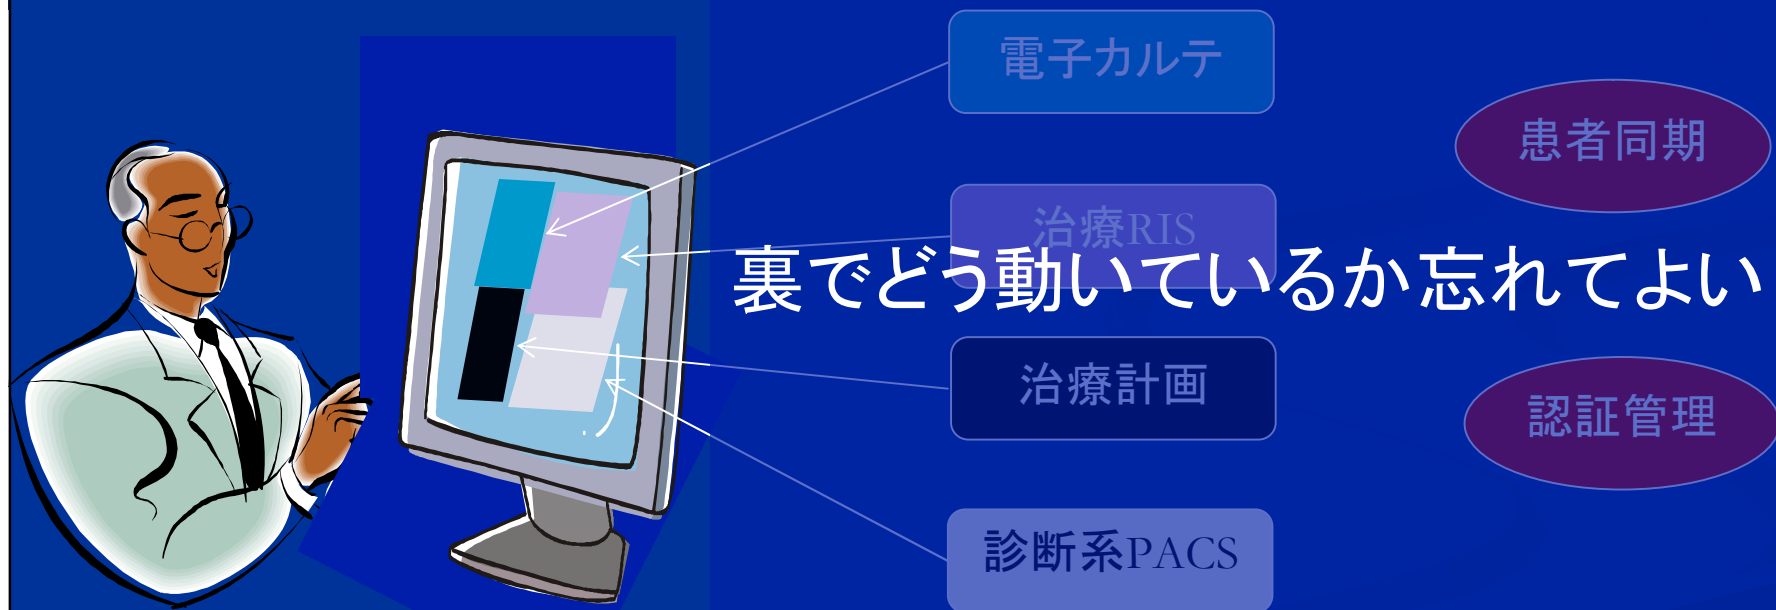 電子カルテ
患者同期
治療RIS
裏でどう動いているか忘れてよい
治療計画
認証管理
診断系PACS